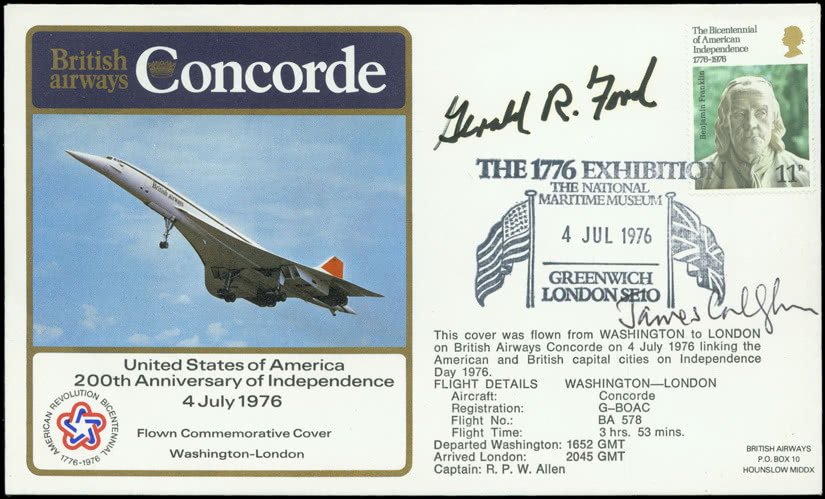 British
airways
Concorde
British airways
United States of America
200th Anniversary of Independence
4 July 1976
AMERICAN REVOLUTION BICENTENNIAL
1776-1976
Flown Commemorative Cover
Washington-London
Gerald R. Ford
The Bicentennial
of American
Independence
1776-1976
Benjamin Franklin
11P
THE 1776 EXHIBITION
THE NATIONAL
MARITIME MUSEUM
4 JUL 1976
GREENWICH
LONDON SE10
James Callaghan
This cover was flown from WASHINGTON to LONDON
on British Airways Concorde on 4 July 1976 linking the
American and British capital cities on Independence
Day 1976.
FLIGHT DETAILS WASHINGTON—LONDON
Aircraft: Concorde
Registration: G–BOAC
Flight No.: BA 578
Flight Time: 3 hrs. 53 mins.
Departed Washington: 1652 GMT
Arrived London: 2045 GMT
Captain: R. P. W. Allen
BRITISH AIRWAYS
P.O. BOX 10
HOUNSLOW MIDDX